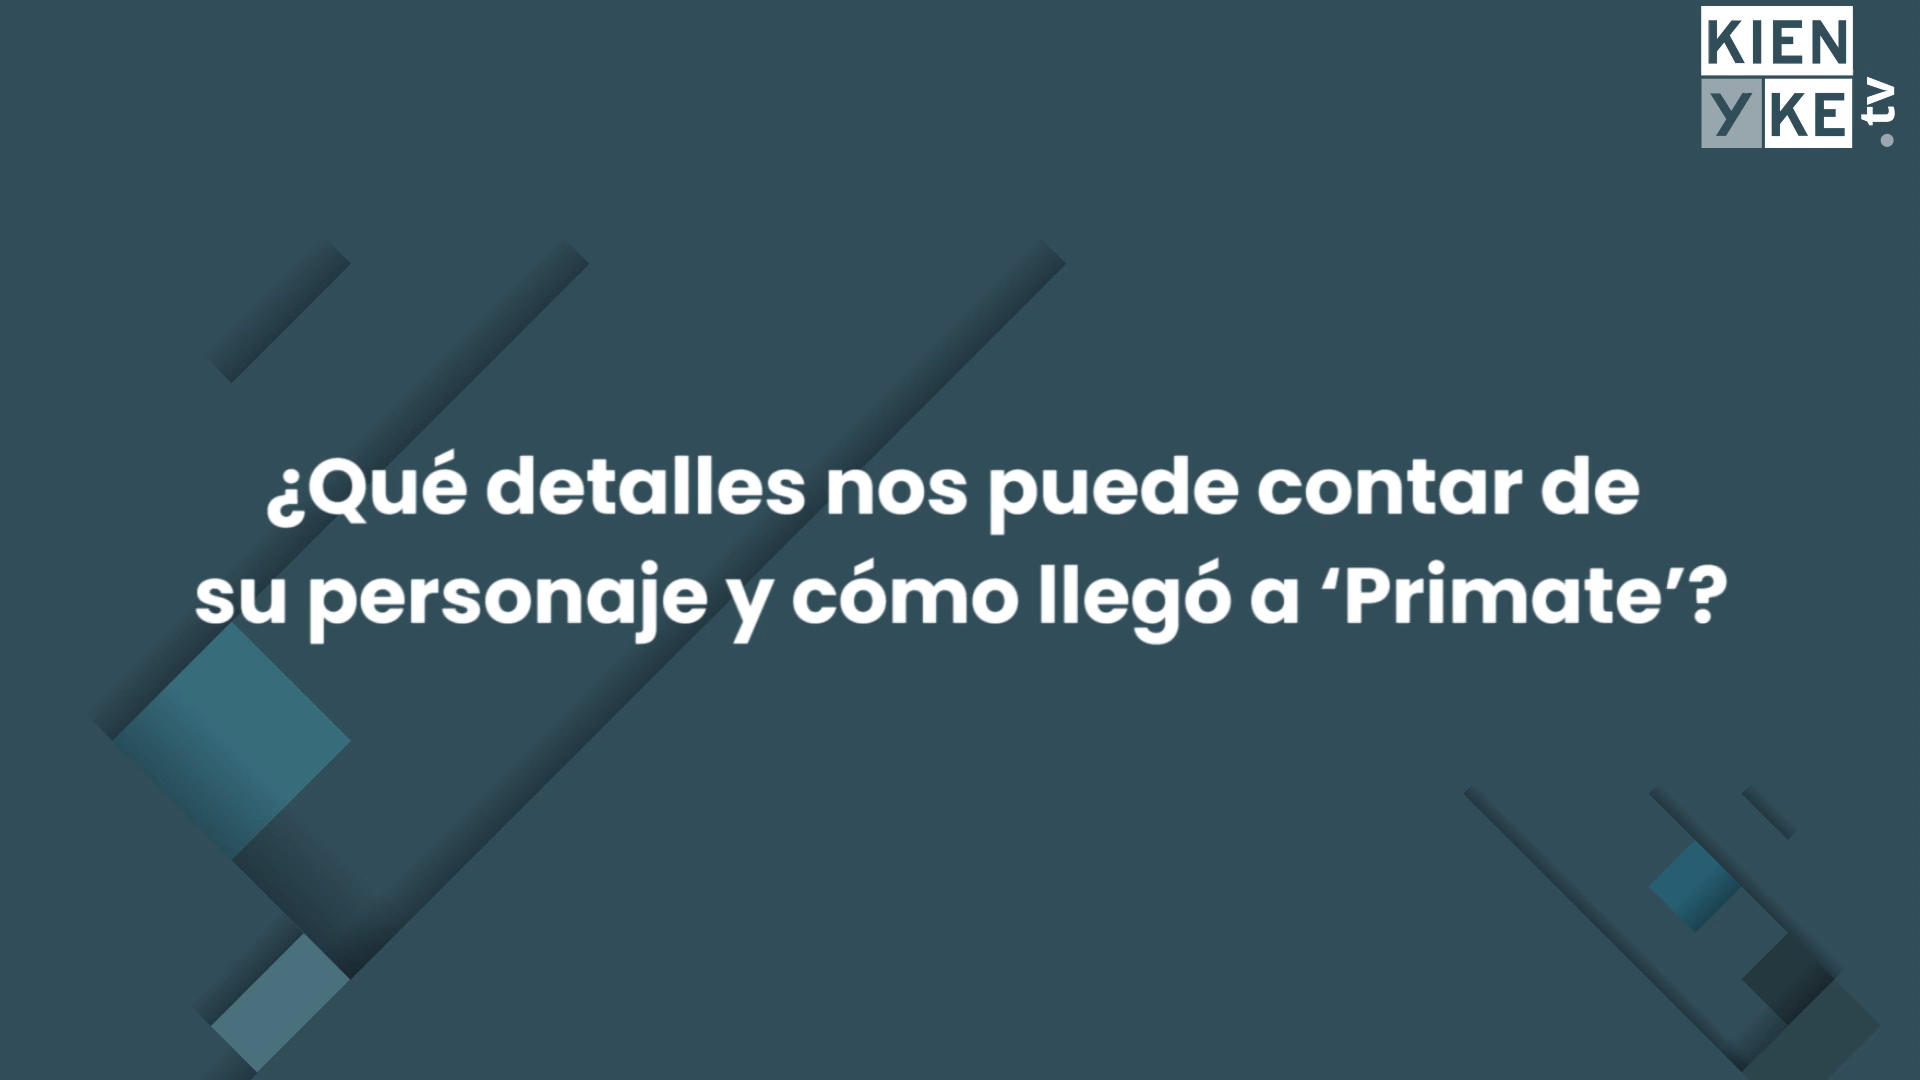 KIEN
YKE
.tv
¿Qué detalles nos puede contar de
su personaje y cómo llegó a ‘Primate’?